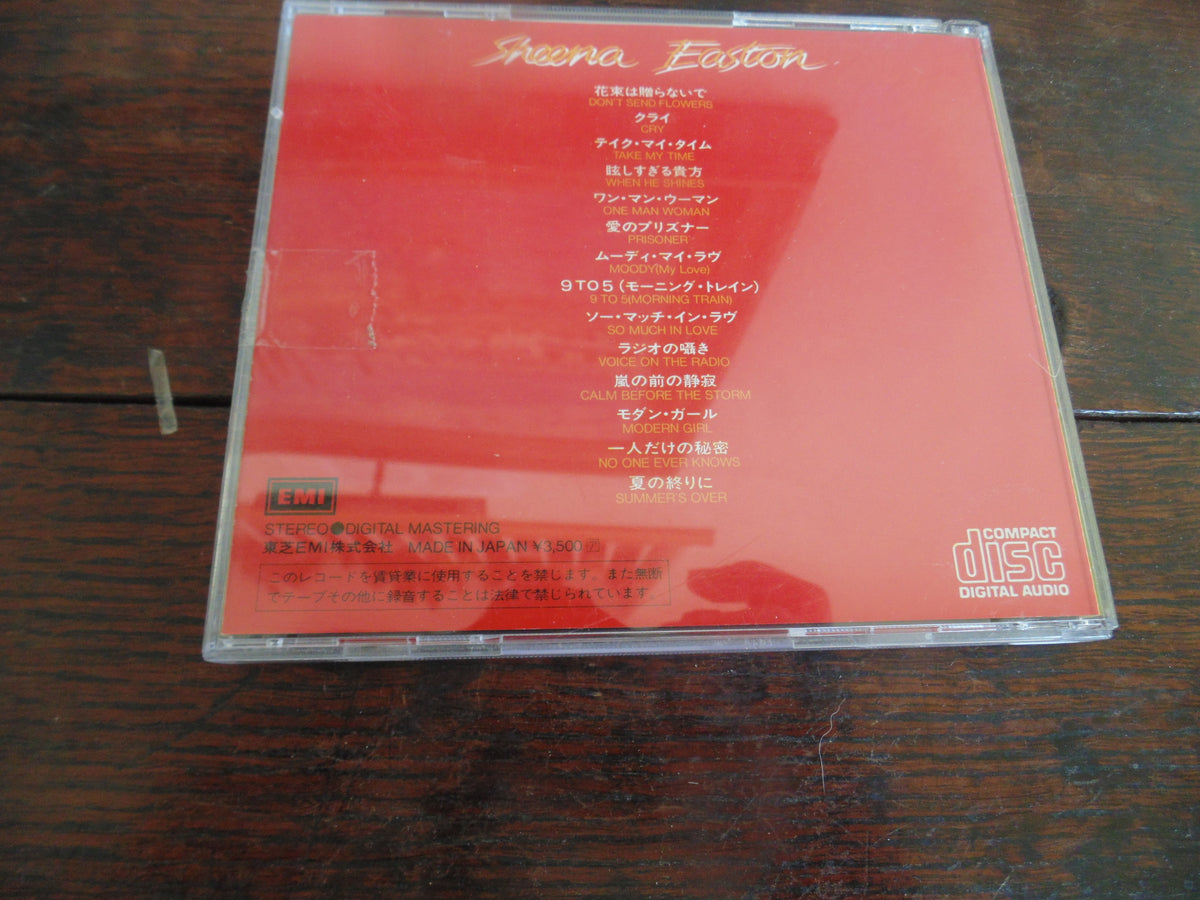 Sheena Easton
花束は贈らないで
DON'T SEND FLOWERS
クライ
CRY
テイク・マイ・タイム
TAKE MY TIME
眩しすぎる貴方
WHEN HE SHINES
ワン・マン・ウーマン
ONE MAN WOMAN
愛のプリズナー
PRISONER
ムーディ・マイ・ラヴ
MOODY(My Love)
9 TO 5 (モーニング・トレイン)
9 TO 5(MORNING TRAIN)
ソー・マッチ・イン・ラヴ
SO MUCH IN LOVE
ラジオの囁き
VOICE ON THE RADIO
嵐の前の静寂
CALM BEFORE THE STORM
モダン・ガール
MODERN GIRL
一人だけの秘密
NO ONE EVER KNOWS
夏の終りに
SUMMER'S OVER
EMI
STEREO●DIGITAL MASTERING
東芝EMI株式会社 MADE IN JAPAN ¥3,500
このレコードを賃貸業に使用することを禁じます。また無断
でテープその他に録音することは法律で禁じられています。
COMPACT
disc
DIGITAL AUDIO